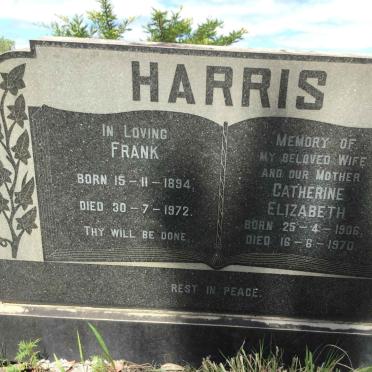 HARRIS
IN LOVING
FRANK
BORN 15-11-1894,
DIED 30-7-1972.
THY WILL BE DONE
MEMORY OF
MY BELOVED WIFE
AND OUR MOTHER
CATHERINE
ELIZABETH
BORN 25-4-1906,
DIED 16-6-1970.
REST IN PEACE.